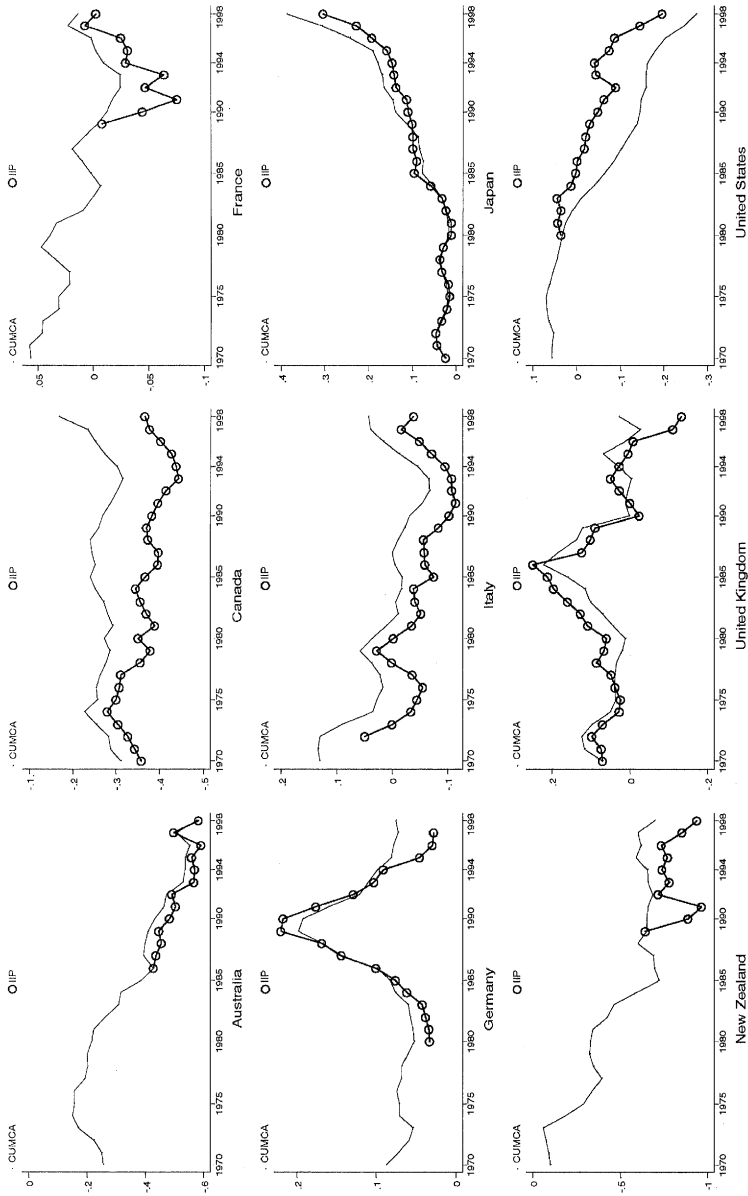 - CUMCA O IIP
0
-.2
-.4
-.6
1970 1975 1980 1985 1990 1994 1998
Australia
- CUMCA O IIP
-.1
-.2
-.3
-.4
-.5
1970 1975 1980 1985 1990 1994 1998
Canada
- CUMCA O IIP
.05
0
-.05
-.1
1970 1975 1980 1985 1990 1994 1998
France
- CUMCA O IIP
.2
.1
0
1970 1975 1980 1985 1990 1994 1998
Germany
- CUMCA O IIP
.2
.1
0
-.1
1970 1975 1980 1985 1990 1994 1998
Italy
- CUMCA O IIP
.4
.3
.2
.1
0
1970 1975 1980 1985 1990 1994 1998
Japan
- CUMCA O IIP
0
-.5
-1
1970 1975 1980 1985 1990 1994 1998
New Zealand
- CUMCA O IIP
.2
0
-.2
1970 1975 1980 1985 1990 1994 1998
United Kingdom
- CUMCA O IIP
.1
0
-.1
-.2
-.3
1970 1975 1980 1985 1990 1994 1998
United States